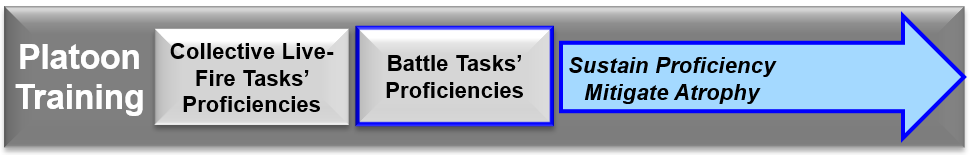 Platoon
Training
Collective Live-
Fire Tasks’
Proficiencies
Battle Tasks’
Proficiencies
Sustain Proficiency
Mitigate Atrophy